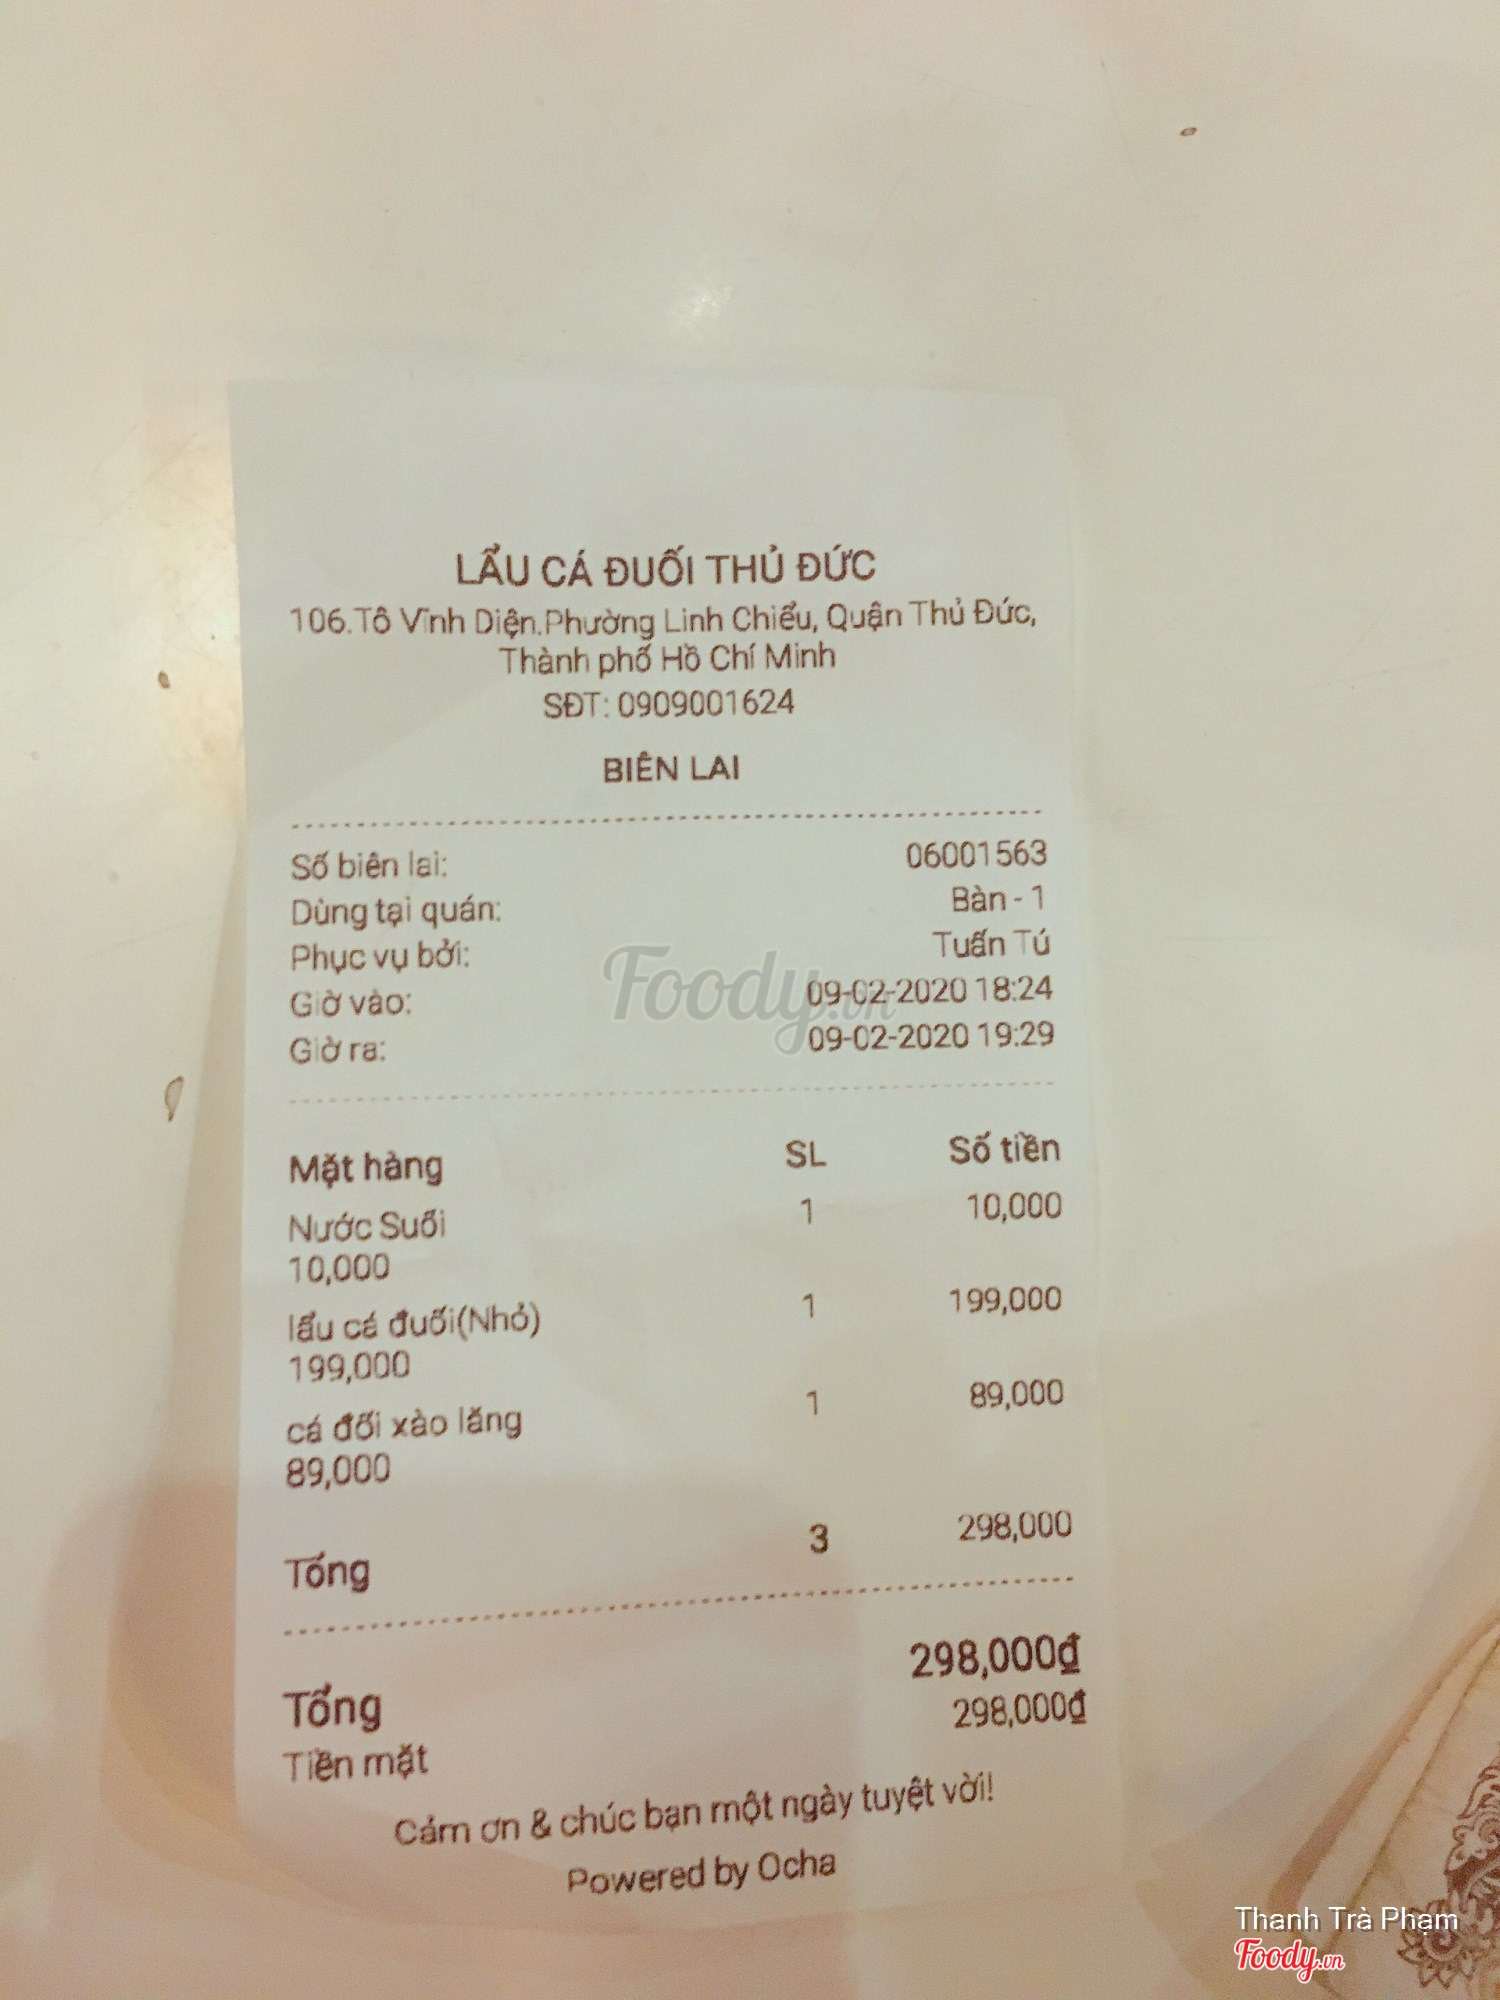 LẨU CÁ ĐUỐI THỦ ĐỨC
106.Tô Vĩnh Diện.Phường Linh Chiểu, Quận Thủ Đức,
Thành phố Hồ Chí Minh
SĐT: 0909001624
BIÊN LAI
Số biên lai: 06001563
Dùng tại quán: Bàn - 1
Phục vụ bởi: Tuấn Tú
Giờ vào: 09-02-2020 18:24
Giờ ra: 09-02-2020 19:29
Foody.vn
Mặt hàng SL Số tiền
Nước Suối 1 10,000
10,000
lẩu cá đuối(Nhỏ) 1 199,000
199,000
cá đối xào lăng 1 89,000
89,000
Tổng 3 298,000
Tổng 298,000₫
Tiền mặt 298,000₫
Cảm ơn & chúc bạn một ngày tuyệt vời!
Powered by Ocha
Thanh Trà Phạm
Foody.vn